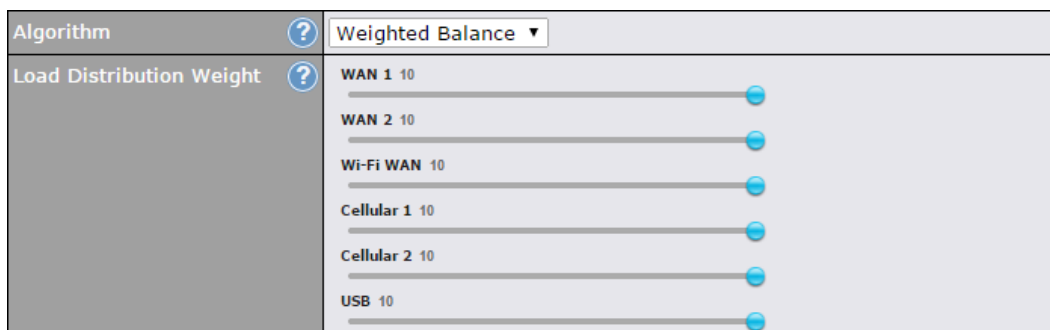 Algorithm ? Weighted Balance ▼
Load Distribution Weight ? WAN 1 10
WAN 2 10
Wi-Fi WAN 10
Cellular 1 10
Cellular 2 10
USB 10